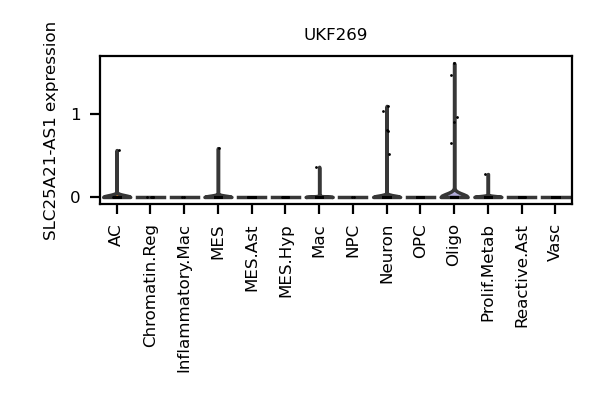 UKF269
SLC25A21-AS1 expression
1
0
AC
Chromatin.Reg
Inflammatory.Mac
MES
MES.Ast
MES.Hyp
Mac
NPC
Neuron
OPC
Oligo
Prolif.Metab
Reactive.Ast
Vasc